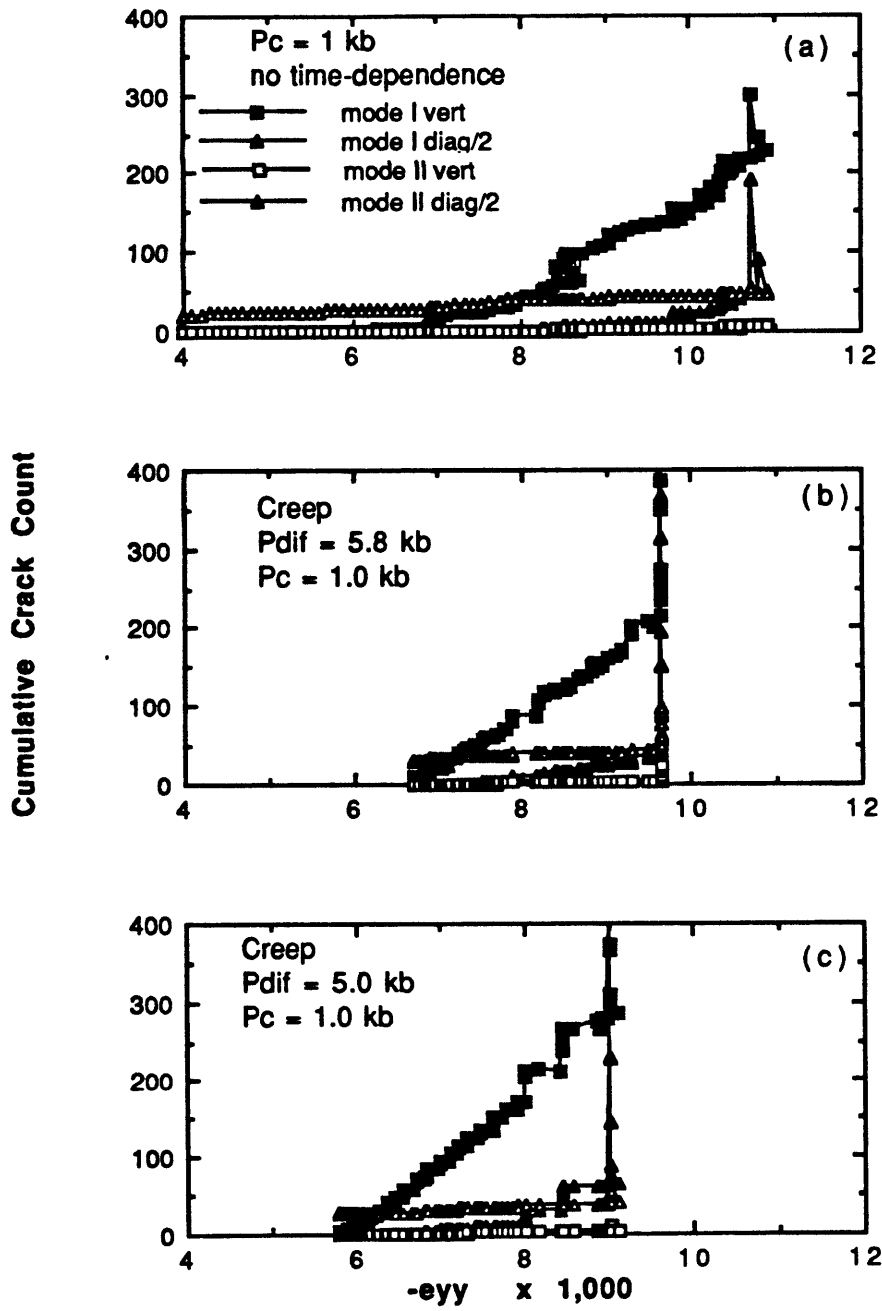 Cumulative Crack Count
400
300
200
100
0
Pc = 1 kb
no time-dependence
mode I vert
mode I diag/2
mode II vert
mode II diag/2
(a)
4 6 8 10 12
400
300
200
100
0
Creep
Pdif = 5.8 kb
Pc = 1.0 kb
(b)
4 6 8 10 12
400
300
200
100
0
Creep
Pdif = 5.0 kb
Pc = 1.0 kb
(c)
4 6 8 10 12
-eyy x 1,000